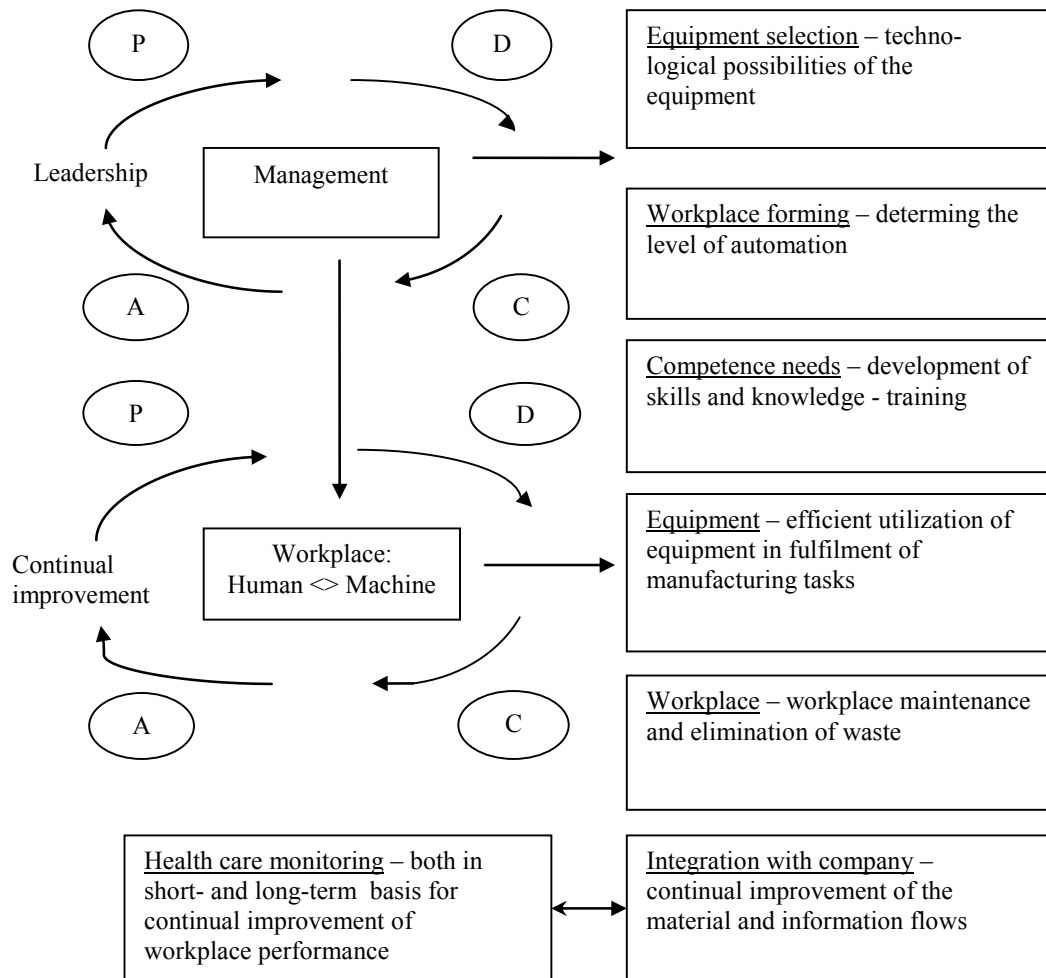 P
D
Equipment selection – techno-
logical possibilities of the
equipment
Leadership
Management
Workplace forming – determing the
level of automation
A
C
Competence needs – development of
skills and knowledge - training
P
D
Equipment – efficient utilization of
equipment in fulfilment of
manufacturing tasks
Continual
improvement
Workplace:
Human <> Machine
Workplace – workplace maintenance
and elimination of waste
A
C
Health care monitoring – both in
short- and long-term basis for
continual improvement of
workplace performance
Integration with company –
continual improvement of the
material and information flows